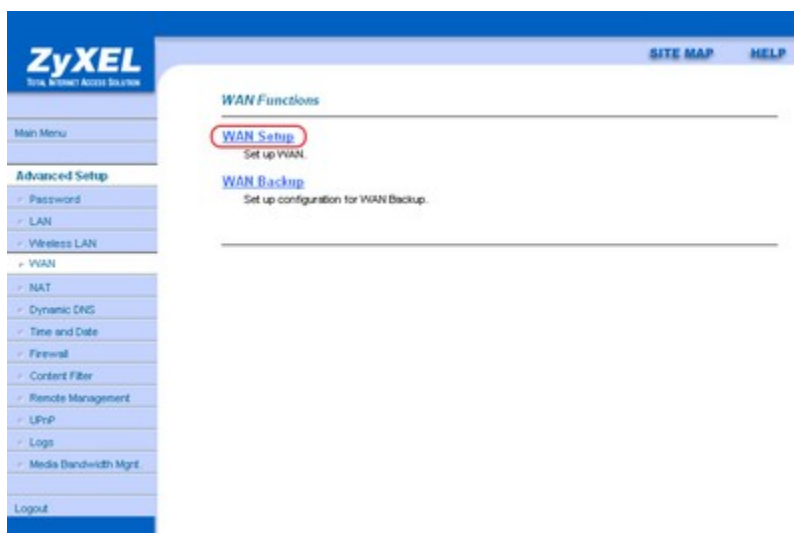 ZyXEL
TOTAL INTERNET ACCESS SOLUTION
SITE MAP
HELP
Main Menu
Advanced Setup
Password
LAN
Wireless LAN
WAN
NAT
Dynamic DNS
Time and Date
Firewall
Content Filter
Remote Management
UPnP
Logs
Media Bandwidth Mgnt.
Logout
WAN Functions
WAN Setup
Set up WAN.
WAN Backup
Set up configuration for WAN Backup.